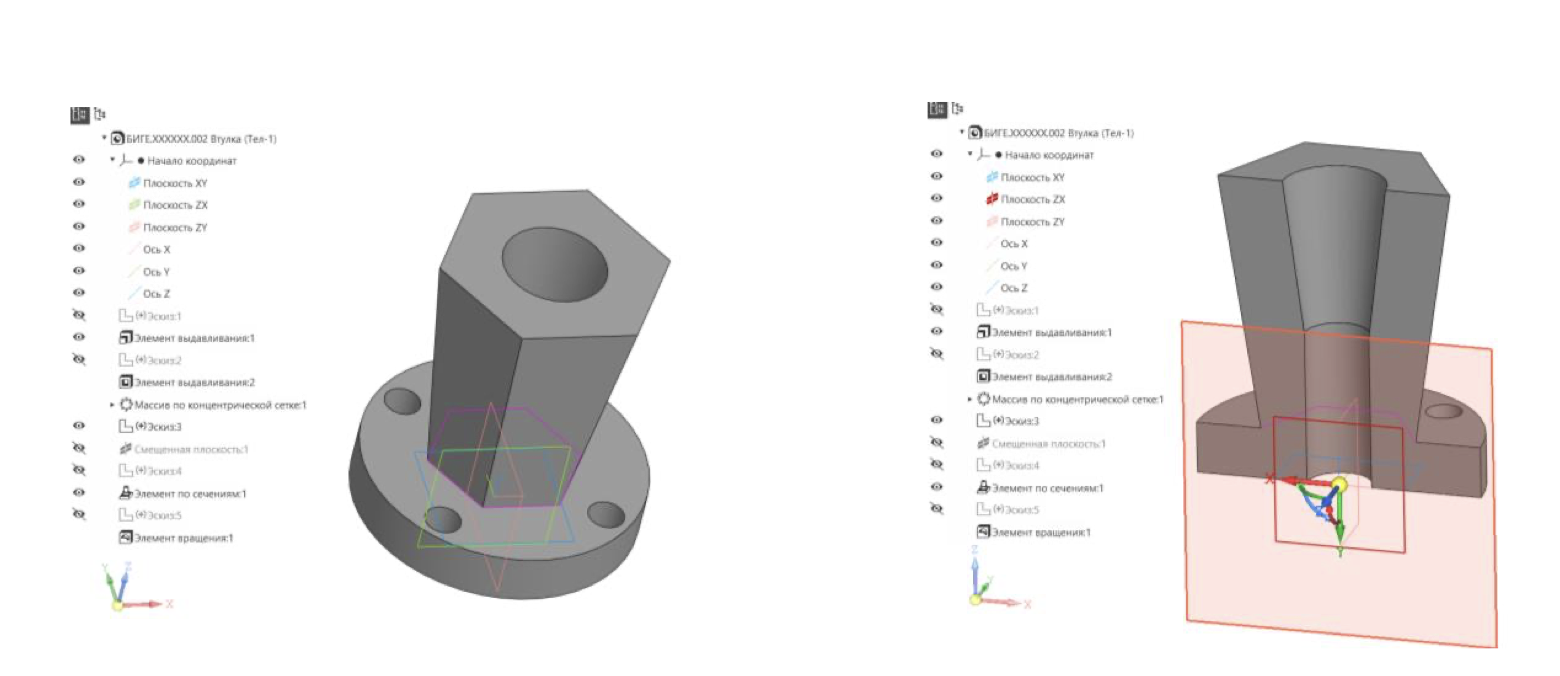 БИГЕ.XXXXXX.002 Втулка (Тел-1)
Начало координат
Плоскость XY
Плоскость ZX
Плоскость ZY
Ось X
Ось Y
Ось Z
(+)Эскиз:1
Элемент выдавливания:1
(+)Эскиз:2
Элемент выдавливания:2
Массив по концентрической сетке:1
(+)Эскиз:3
Смещенная плоскость:1
(+)Эскиз:4
Элемент по сечениям:1
(+)Эскиз:5
Элемент вращения:1
Y Z
X
БИГЕ.XXXXXX.002 Втулка (Тел-1)
Начало координат
Плоскость XY
Плоскость ZX
Плоскость ZY
Ось X
Ось Y
Ось Z
(+)Эскиз:1
Элемент выдавливания:1
(+)Эскиз:2
Элемент выдавливания:2
Массив по концентрической сетке:1
(+)Эскиз:3
Смещенная плоскость:1
(+)Эскиз:4
Элемент по сечениям:1
(+)Эскиз:5
Элемент вращения:1
X
Y
Z
Y
X